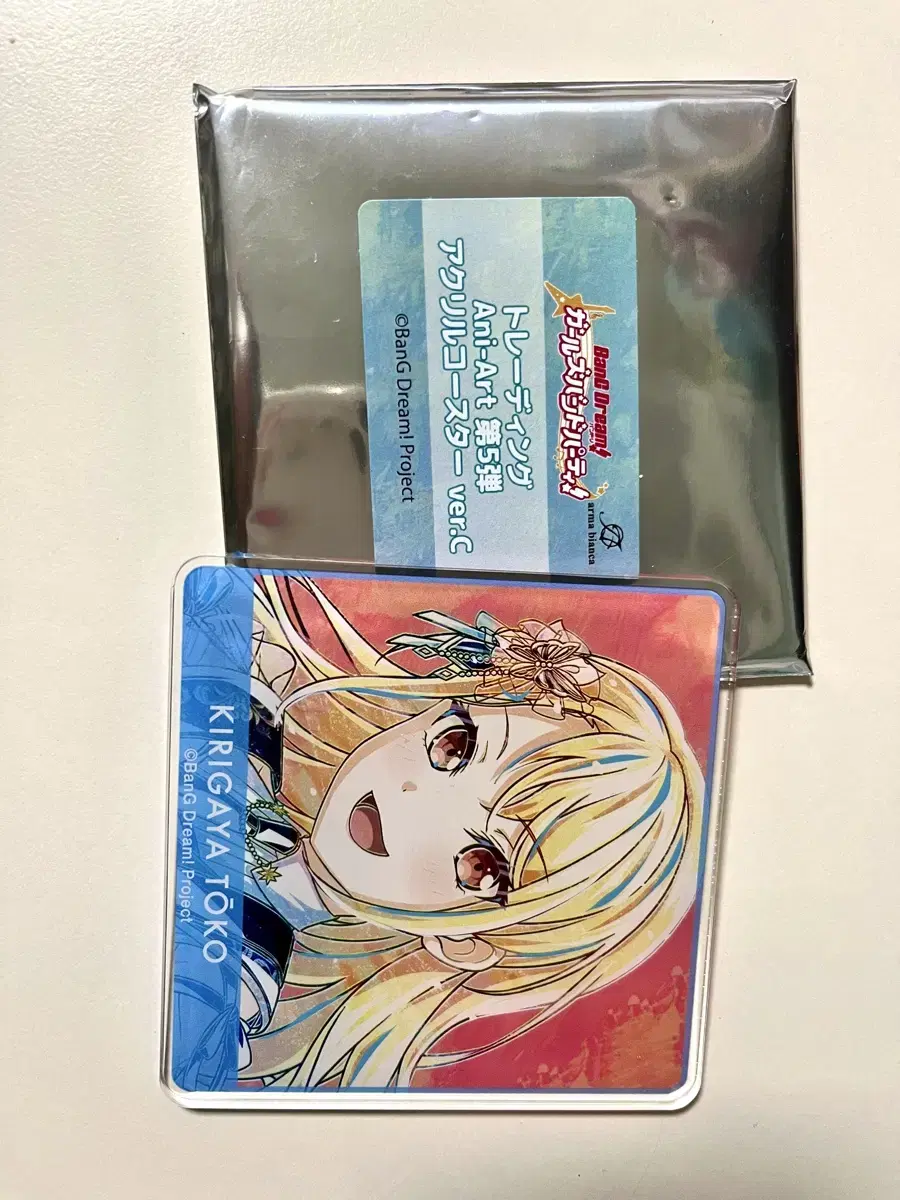 BanG Dream!
ガールズバンドパーティ!
arma bianca
トレーディング
Ani-Art 第5弾
アクリルコースター ver.C
©BanG Dream! Project
KIRIGAYA TŌKO
©BanG Dream! Project